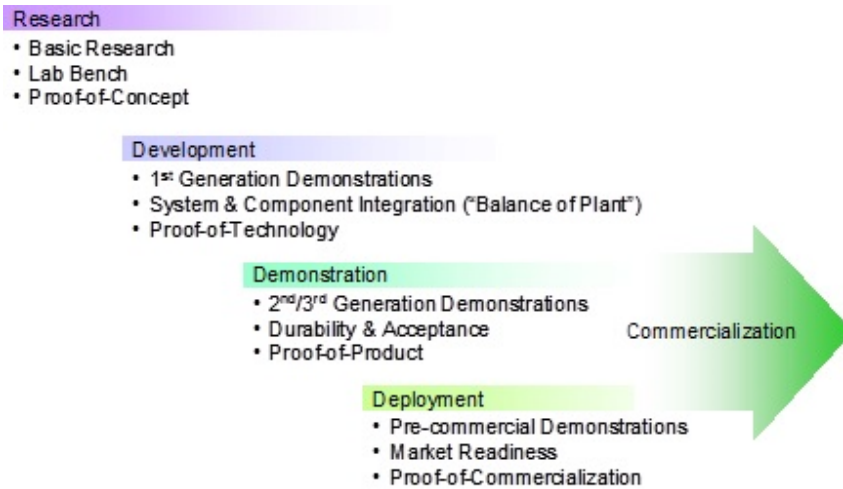 Research
• Basic Research
• Lab Bench
• Proof-of-Concept
Development
• 1st Generation Demonstrations
• System & Component Integration ("Balance of Plant")
• Proof-of-Technology
Demonstration
• 2nd/3rd Generation Demonstrations
• Durability & Acceptance
• Proof-of-Product
Commercialization
Deployment
• Pre-commercial Demonstrations
• Market Readiness
• Proof-of-Commercialization